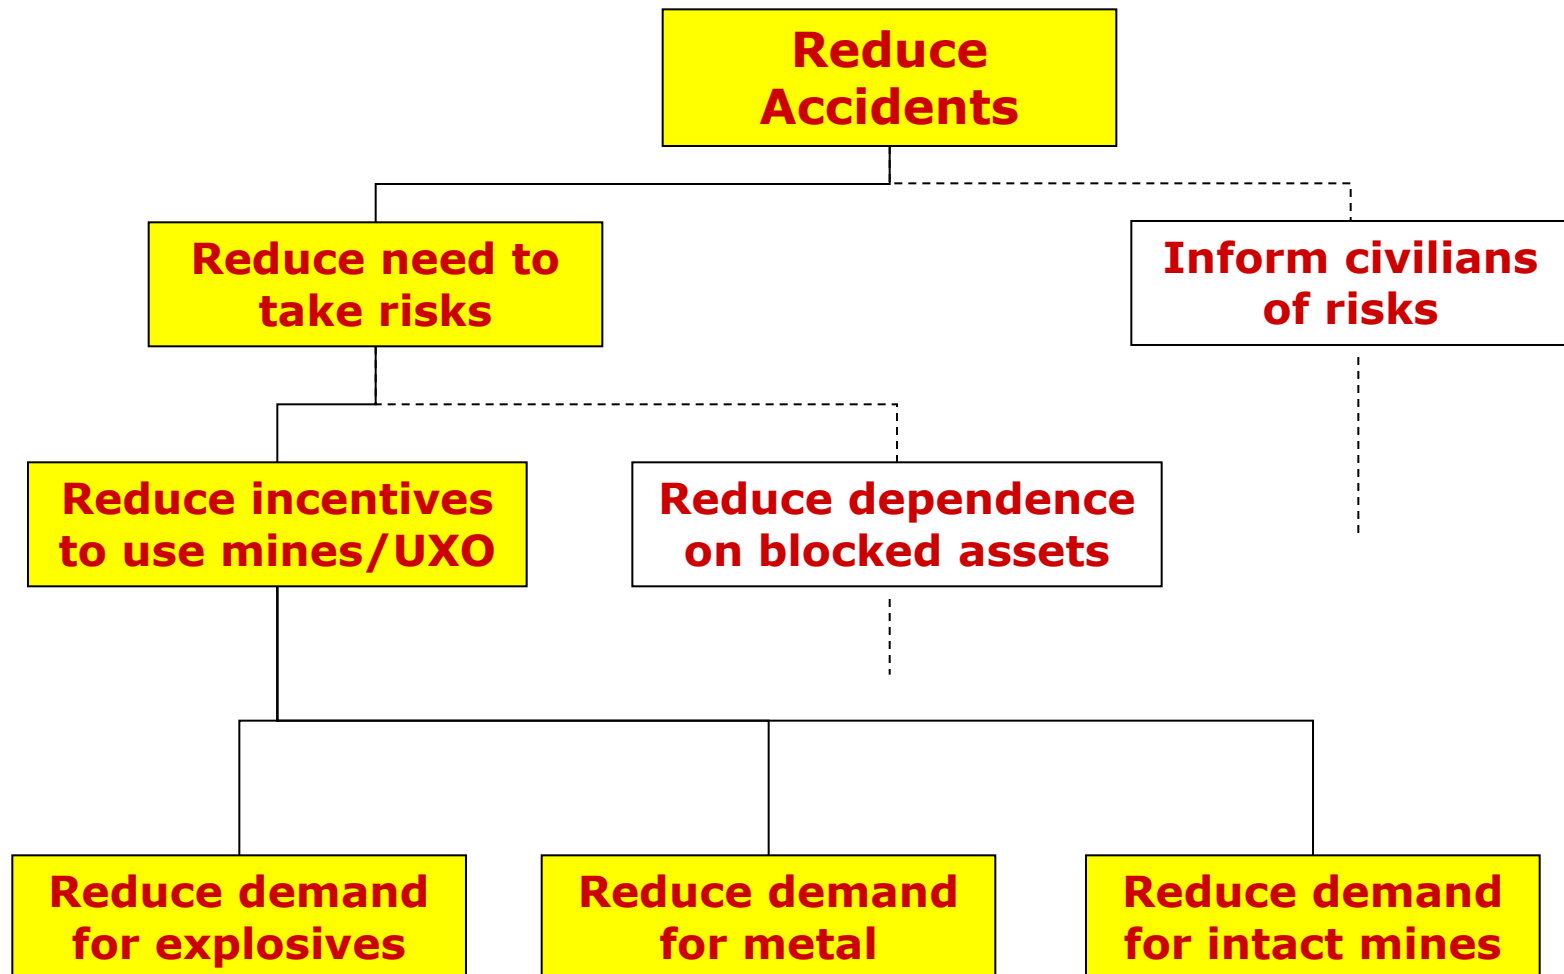 Reduce
Accidents
Reduce need to
take risks
Inform civilians
of risks
Reduce incentives
to use mines/UXO
Reduce dependence
on blocked assets
Reduce demand
for explosives
Reduce demand
for metal
Reduce demand
for intact mines